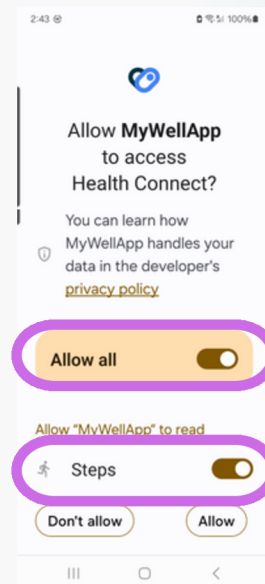 2:43
100%
Allow MyWellApp
to access
Health Connect?
You can learn how
MyWellApp handles your
data in the developer's
privacy policy
Allow all
Allow "MyWellApp" to read
Steps
Don't allow
Allow